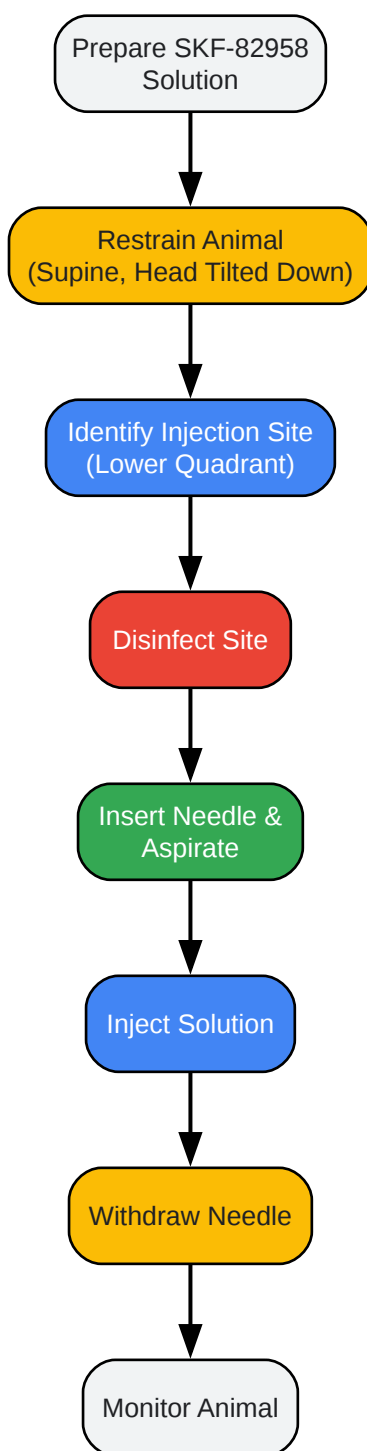 Prepare SKF-82958
Solution
Restrain Animal
(Supine, Head Tilted Down)
Identify Injection Site
(Lower Quadrant)
Disinfect Site
Insert Needle &
Aspirate
Inject Solution
Withdraw Needle
Monitor Animal